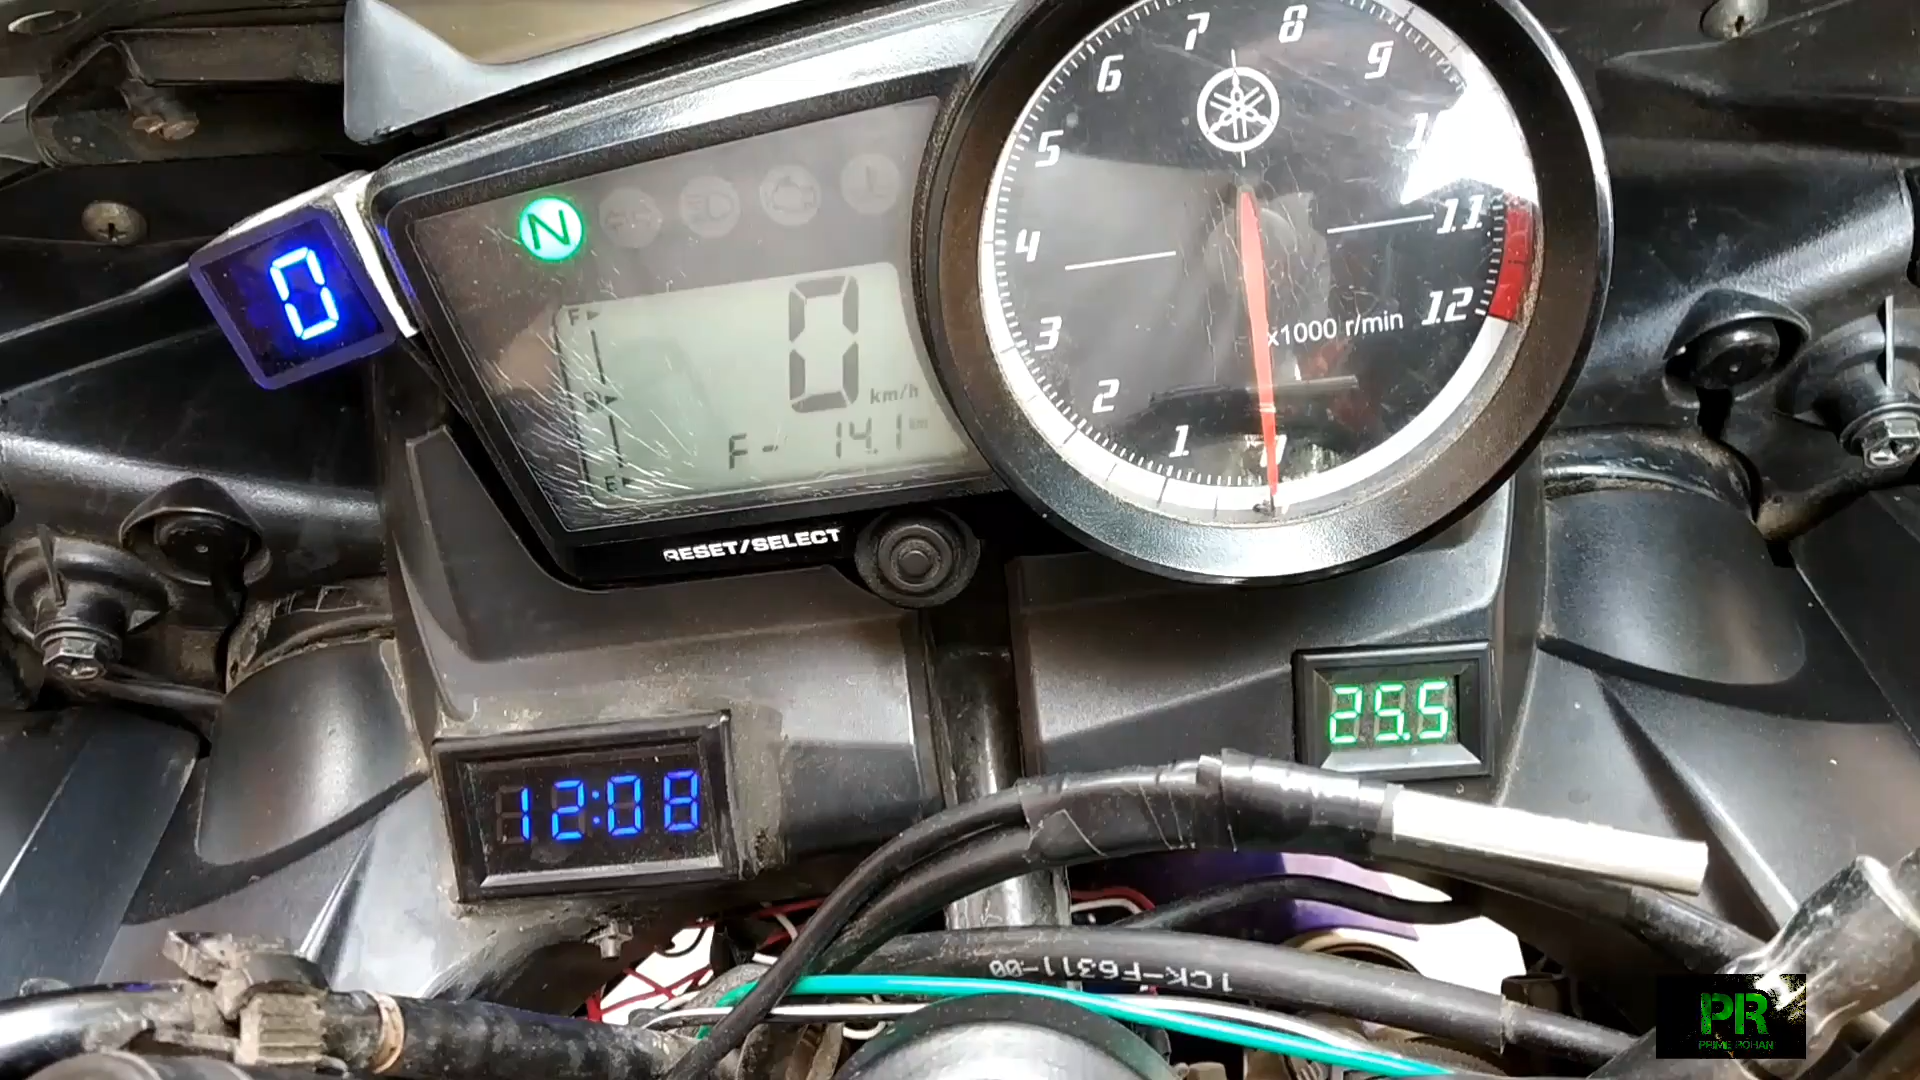 7 8
6 9
5
4 11
3 12
x1000 r/min
2
1
N
0
F
0
km/h
F - 14.1 km
E
RESET/SELECT
25.5
12:08
1CK-F6311-00
PR
PRIME ROHAN